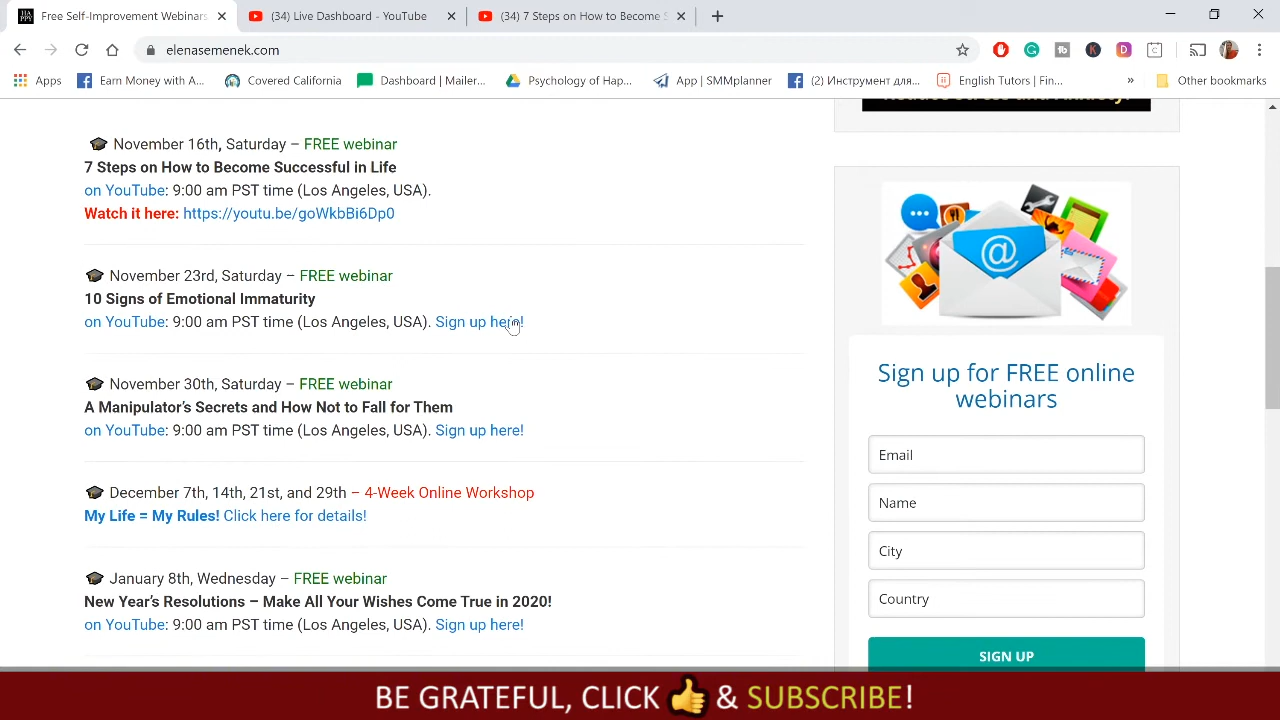 Free Self-Improvement Webinars
(34) Live Dashboard - YouTube
(34) 7 Steps on How to Become S
elenasemenek.com
Apps
Earn Money with A...
Covered California
Dashboard | Mailer...
Psychology of Hap...
App | SMMplanner
(2) Инструмент для...
English Tutors | Fin...
»
Other bookmarks
November 16th, Saturday – FREE webinar
7 Steps on How to Become Successful in Life
on YouTube: 9:00 am PST time (Los Angeles, USA).
Watch it here: https://youtu.be/goWkbBi6Dp0
November 23rd, Saturday – FREE webinar
10 Signs of Emotional Immaturity
on YouTube: 9:00 am PST time (Los Angeles, USA). Sign up here!
November 30th, Saturday – FREE webinar
A Manipulator's Secrets and How Not to Fall for Them
on YouTube: 9:00 am PST time (Los Angeles, USA). Sign up here!
December 7th, 14th, 21st, and 29th – 4-Week Online Workshop
My Life = My Rules! Click here for details!
January 8th, Wednesday – FREE webinar
New Year's Resolutions – Make All Your Wishes Come True in 2020!
on YouTube: 9:00 am PST time (Los Angeles, USA). Sign up here!
Sign up for FREE online
webinars
Email
Name
City
Country
SIGN UP
BE GRATEFUL, CLICK 👍 & SUBSCRIBE!